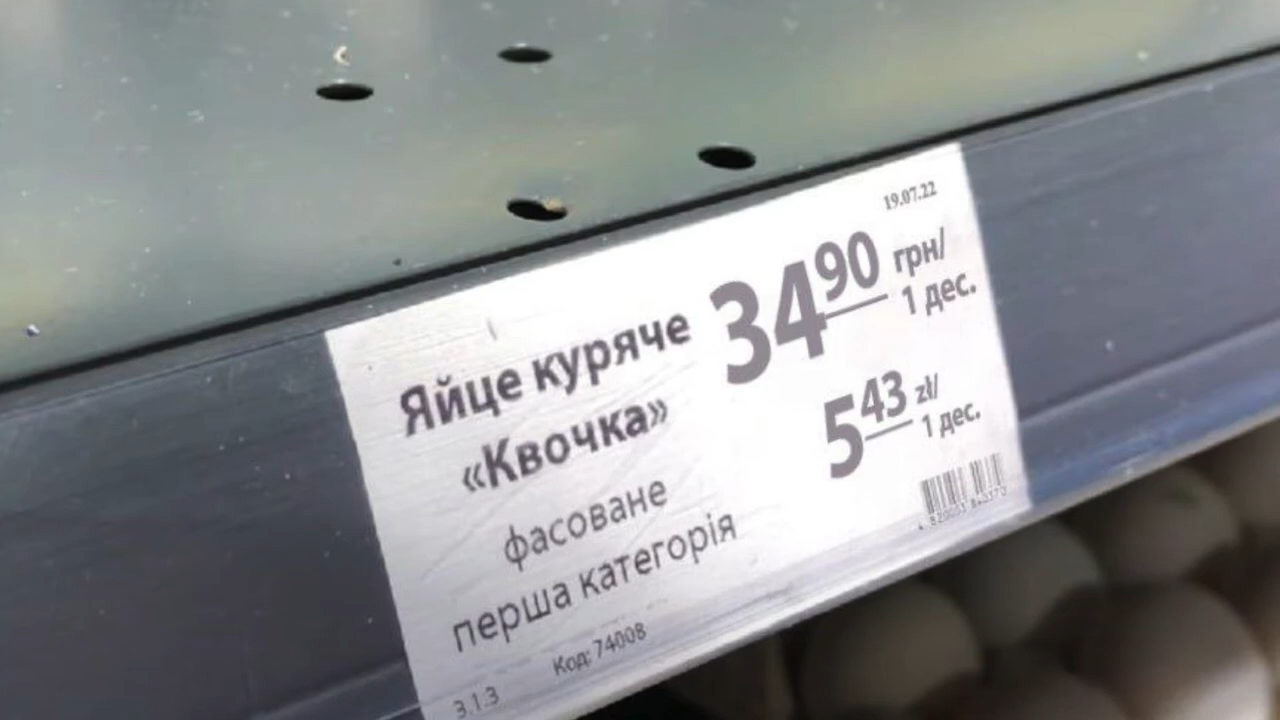 19.07.22
Яйце куряче
«Квочка»
фасоване
перша категорія
34 90 грн/
1 дес.
5 43 zł/
1 дес.
Код: 74008
3.1.3